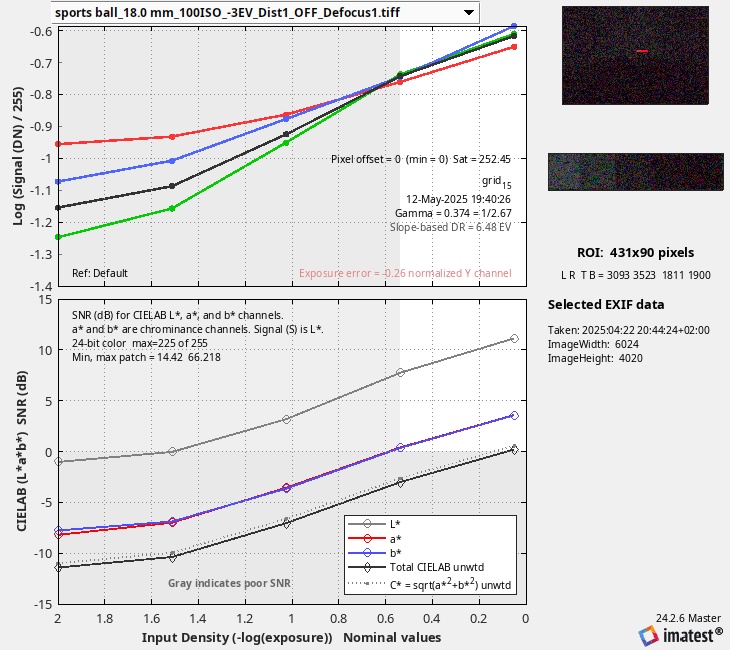 sports ball_18.0 mm_100ISO_-3EV_Dist1_OFF_Defocus1.tiff
-0.6
-0.7
-0.8
-0.9
-1
-1.1
-1.2
-1.3
-1.4
Log (Signal (DN) / 255)
Pixel offset = 0 (min = 0) Sat = 252.45
grid15
12-May-2025 19:40:26
Gamma = 0.374 = 1/2.67
Slope-based DR = 6.48 EV
Ref: Default
Exposure error = -0.26 normalized Y channel
15
10
5
0
-5
-10
-15
CIELAB (L*a*b*) SNR (dB)
SNR (dB) for CIELAB L*, a*, and b* channels.
a* and b* are chrominance channels. Signal (S) is L*.
24-bit color max=225 of 255
Min, max patch = 14.42 66.218
L*
a*
b*
Total CIELAB unwtd
C* = sqrt(a*2+b*2) unwtd
Gray indicates poor SNR
2 1.8 1.6 1.4 1.2 1 0.8 0.6 0.4 0.2 0
Input Density (-log(exposure)) Nominal values
ROI: 431x90 pixels
L R T B = 3093 3523 1811 1900
Selected EXIF data
Taken: 2025:04:22 20:44:24+02:00
ImageWidth: 6024
ImageHeight: 4020
24.2.6 Master
imatest®